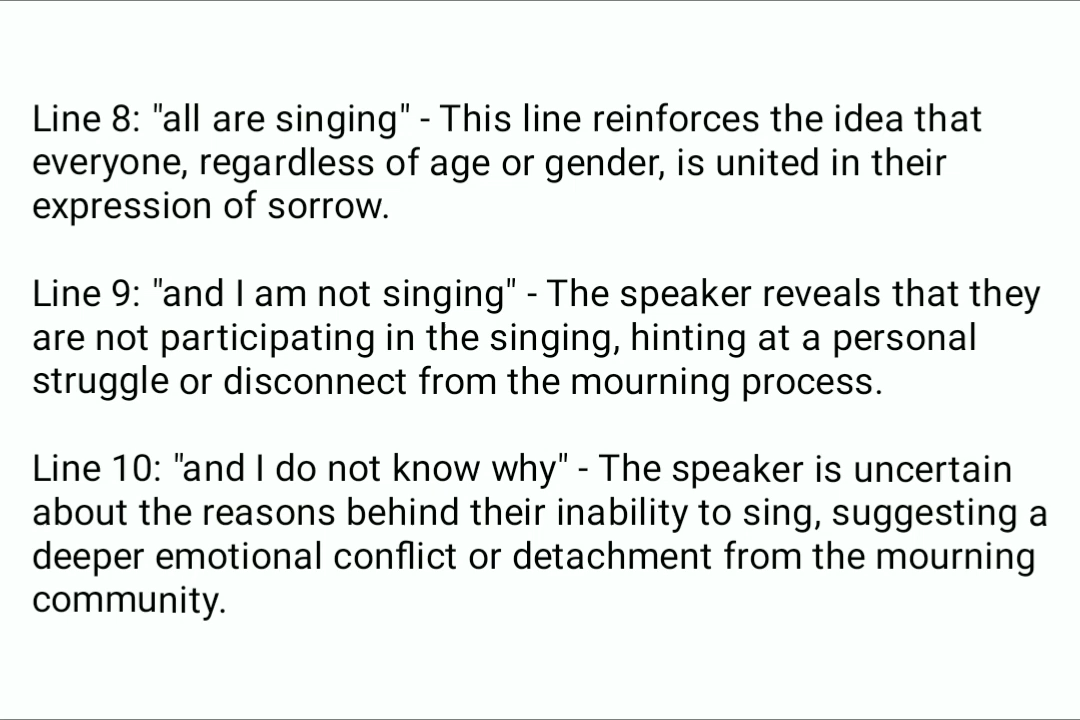 Line 8: "all are singing" - This line reinforces the idea that
everyone, regardless of age or gender, is united in their
expression of sorrow.
Line 9: "and I am not singing" - The speaker reveals that they
are not participating in the singing, hinting at a personal
struggle or disconnect from the mourning process.
Line 10: "and I do not know why" - The speaker is uncertain
about the reasons behind their inability to sing, suggesting a
deeper emotional conflict or detachment from the mourning
community.